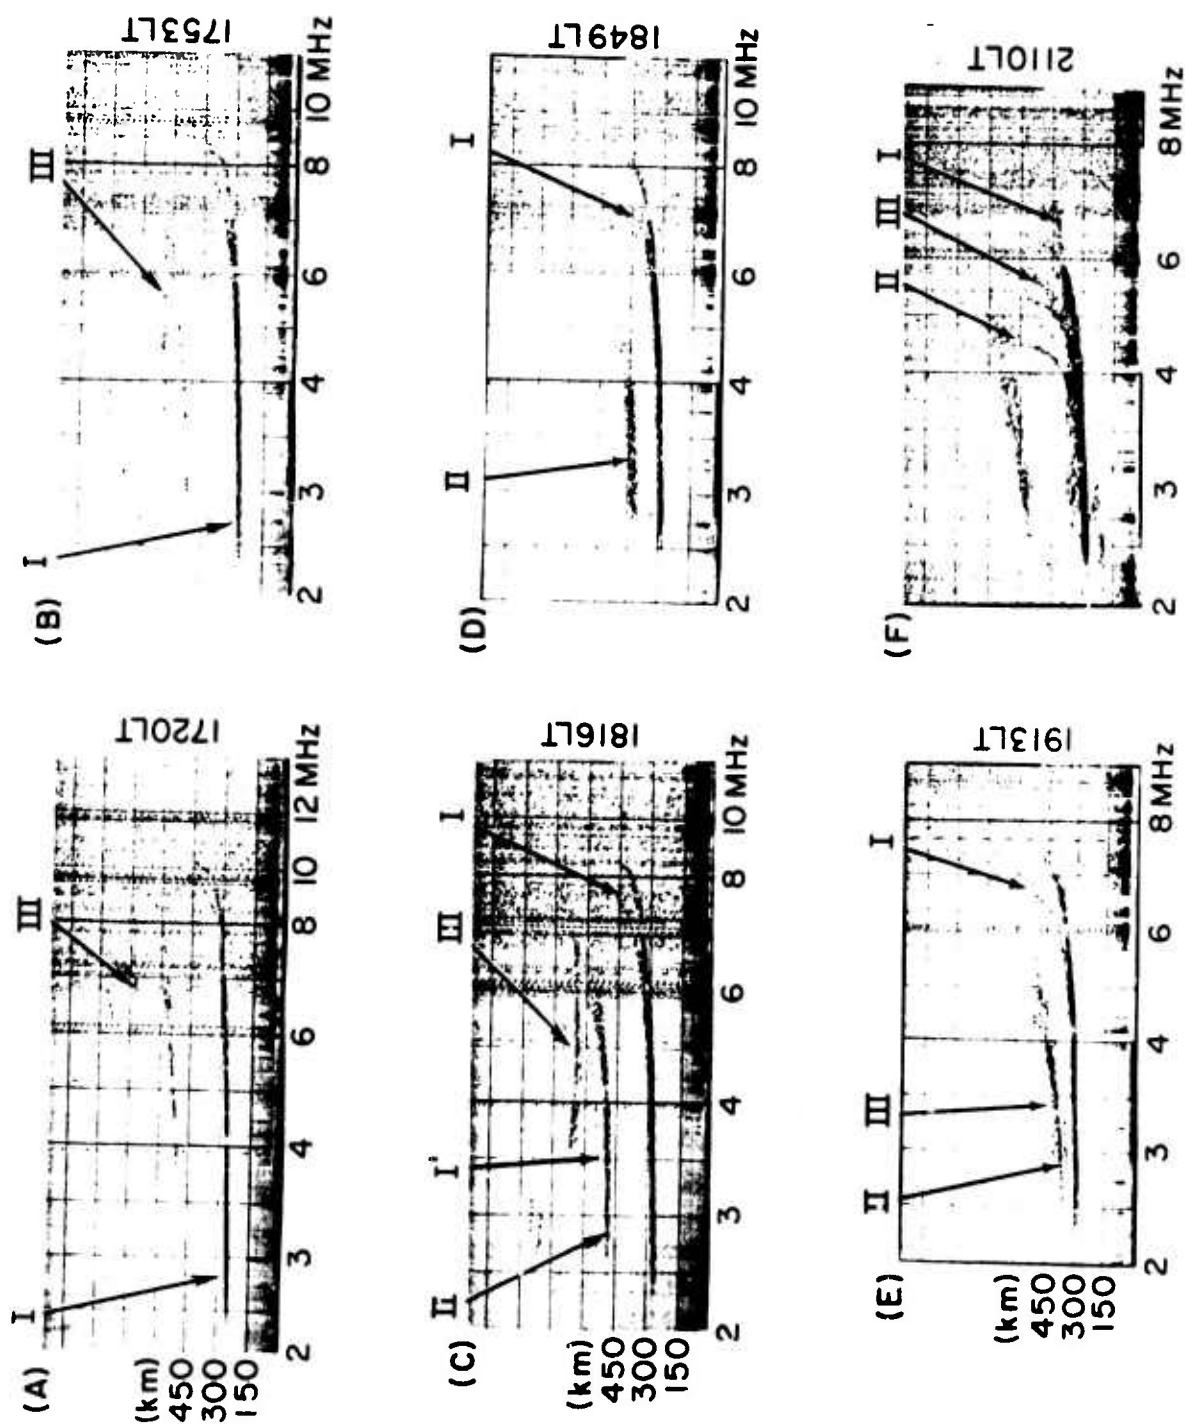 (A)
I
III
1720LT
(km)
450
300
150
2 3 4 6 8 10 12 MHz
(B)
I
III
1753LT
2 3 4 6 8 10 MHz
(C)
II
I'
III
I
1816LT
(km)
450
300
150
2 3 4 6 8 10 MHz
(D)
II
I
1849LT
2 3 4 6 8 10 MHz
(E)
II
III
I
1913LT
(km)
450
300
150
2 3 4 6 8 MHz
(F)
II
III
I
2110LT
2 3 4 6 8 MHz